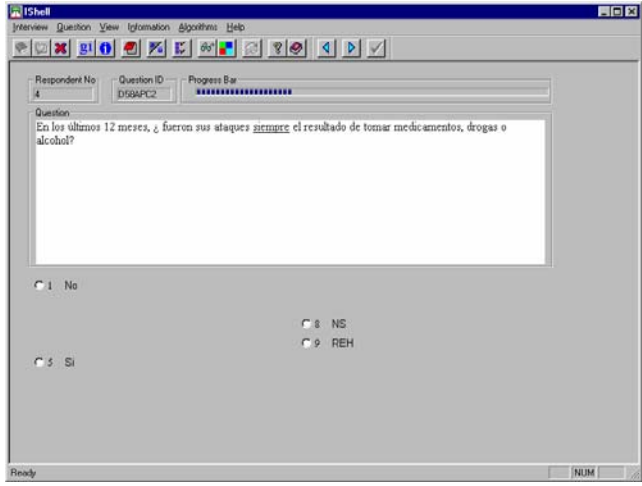 IShell
Interview Question View Information Algorithms Help
Respondent No
4
Question ID
D58APC2
Progress Bar
Question
En los últimos 12 meses, ¿ fueron sus ataques siempre el resultado de tomar medicamentos, drogas o
alcohol?
1 No
8 NS
9 REH
5 Si
Ready
NUM